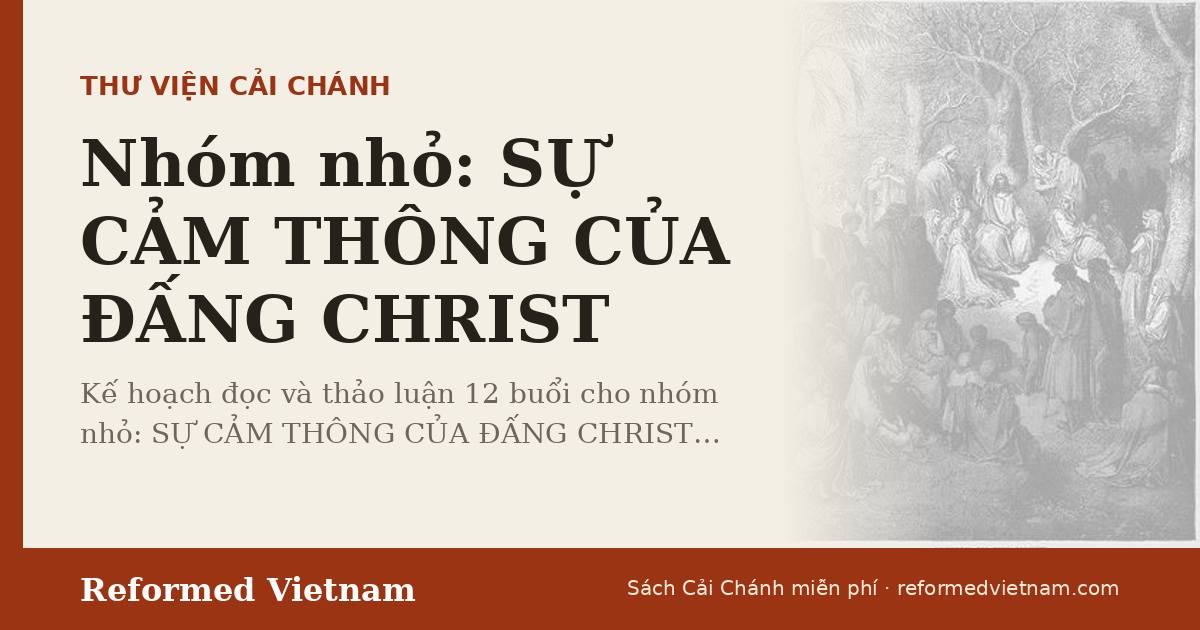 THƯ VIỆN CẢI CHÁNH
Nhóm nhỏ: SỰ
CẢM THÔNG CỦA
ĐẤNG CHRIST
Kế hoạch đọc và thảo luận 12 buổi cho nhóm
nhỏ: SỰ CẢM THÔNG CỦA ĐẤNG CHRIST...
Reformed Vietnam
Sách Cải Chánh miễn phí · reformedvietnam.com